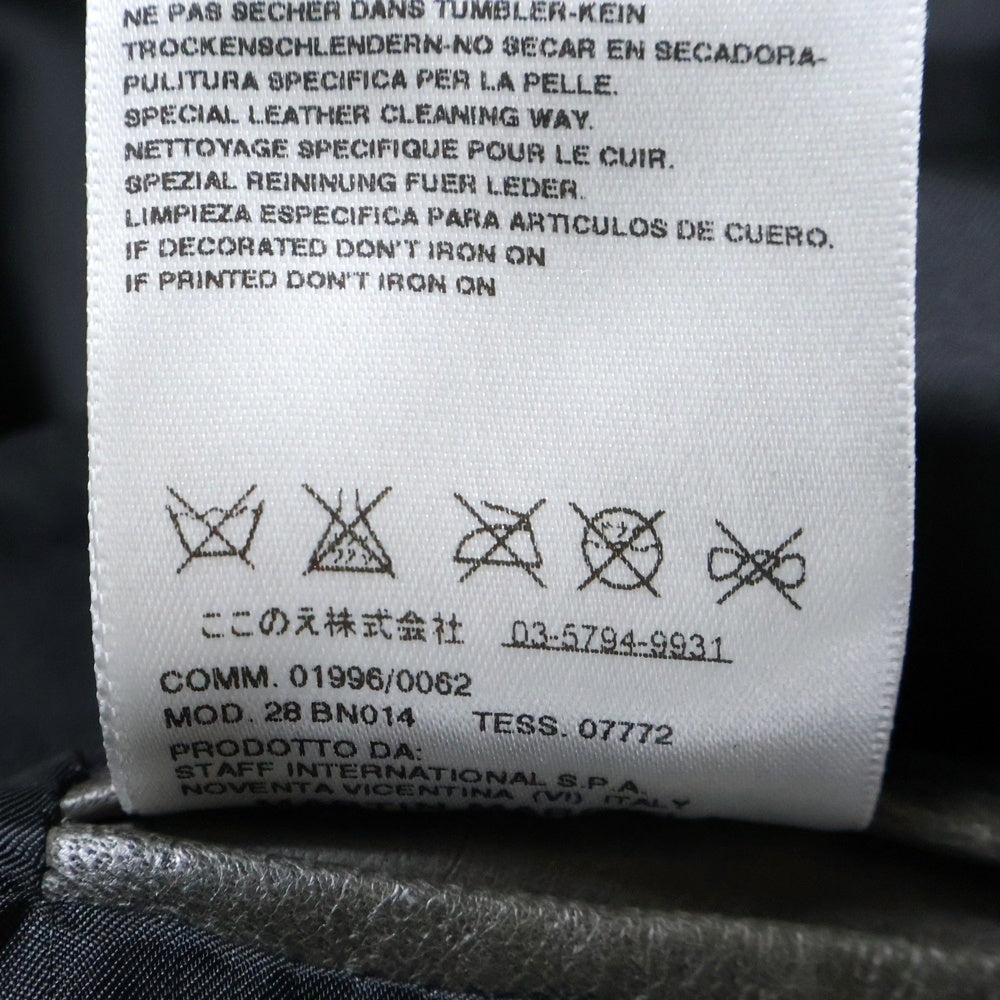 NE PAS SECHER DANS TUMBLER-KEIN
TROCKENSCHLENDERN-NO SECAR EN SECADORA-
PULITURA SPECIFICA PER LA PELLE.
SPECIAL LEATHER CLEANING WAY.
NETTOYAGE SPECIFIQUE POUR LE CUIR.
SPEZIAL REININUNG FUER LEDER.
LIMPIEZA ESPECIFICA PARA ARTICULOS DE CUERO.
IF DECORATED DON'T IRON ON
IF PRINTED DON'T IRON ON
ここのえ株式会社 03-5794-9931
COMM. 01996/0062
MOD. 28 BN014 TESS. 07772
PRODOTTO DA:
STAFF INTERNATIONAL S.P.A.
NOVENTA VICENTINA (VI) ITALY